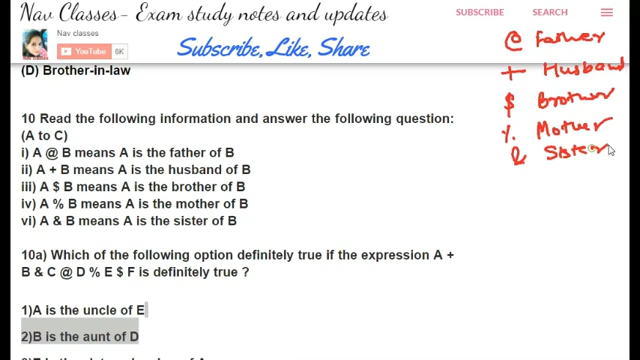 Nav Classes- Exam study notes and updates
SUBSCRIBE
SEARCH
Nav classes
YouTube 6K
Subscribe, Like, Share
(D) Brother-in-law
@ Father
+ Husband
$ Brother
% Mother
& Sister
10 Read the following information and answer the following question:
(A to C)
i) A @ B means A is the father of B
ii) A + B means A is the husband of B
iii) A $ B means A is the brother of B
iv) A % B means A is the mother of B
vi) A & B means A is the sister of B
10a) Which of the following option definitely true if the expression A +
B & C @ D % E $ F is definitely true ?
1)A is the uncle of E
2)B is the aunt of D